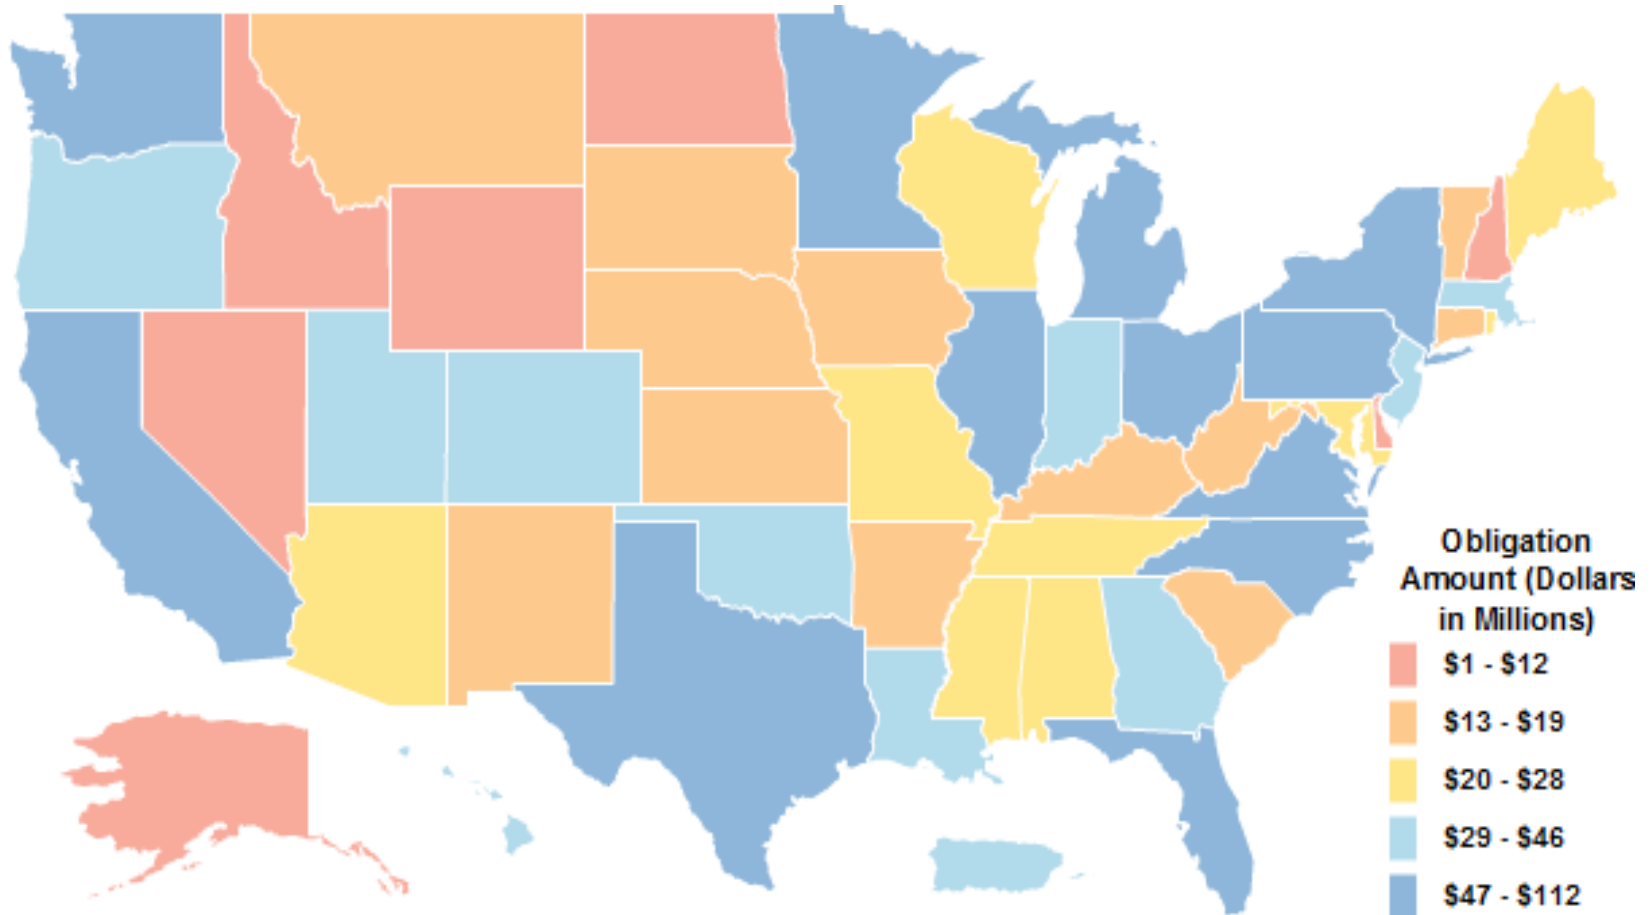 Obligation
Amount (Dollars
in Millions)
$1 - $12
$13 - $19
$20 - $28
$29 - $46
$47 - $112